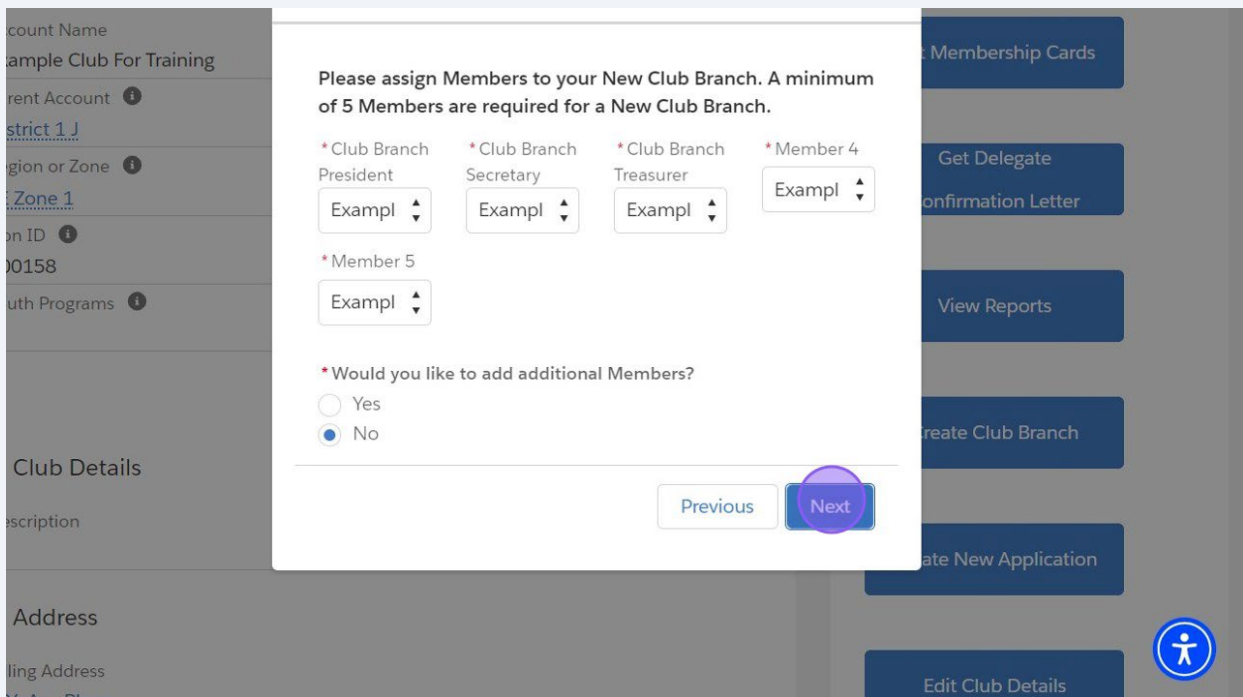 ccount Name
ample Club For Training
rent Account
strict 1 J
egion or Zone
Zone 1
on ID
00158
uth Programs
Club Details
escription
Address
ling Address
Please assign Members to your New Club Branch. A minimum
of 5 Members are required for a New Club Branch.
*Club Branch President
*Club Branch Secretary
*Club Branch Treasurer
*Member 4
Exampl
Exampl
Exampl
Exampl
*Member 5
Exampl
*Would you like to add additional Members?
Yes
No
Previous
Next
t Membership Cards
Get Delegate
onfirmation Letter
View Reports
reate Club Branch
ate New Application
Edit Club Details